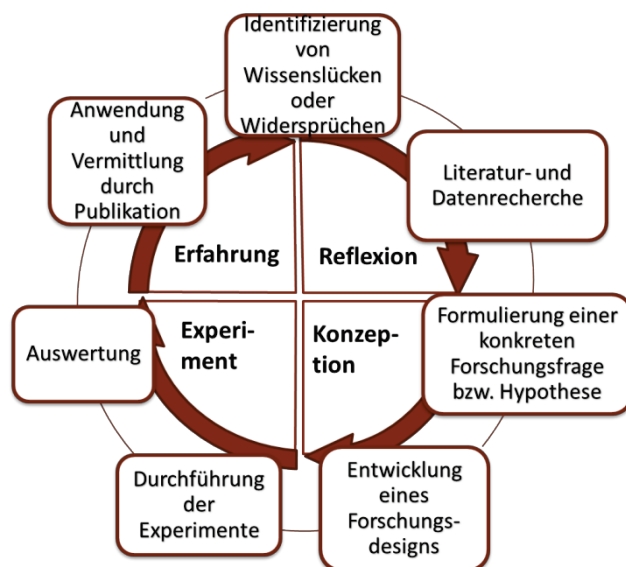 Identifizierung
von
Wissenslücken
oder
Widersprüchen
Literatur- und
Datenrecherche
Formulierung einer
konkreten
Forschungsfrage
bzw. Hypothese
Entwicklung
eines
Forschungs-
designs
Durchführung
der
Experimente
Auswertung
Anwendung
und
Vermittlung
durch
Publikation
Erfahrung
Reflexion
Experi-
ment
Konzep-
tion